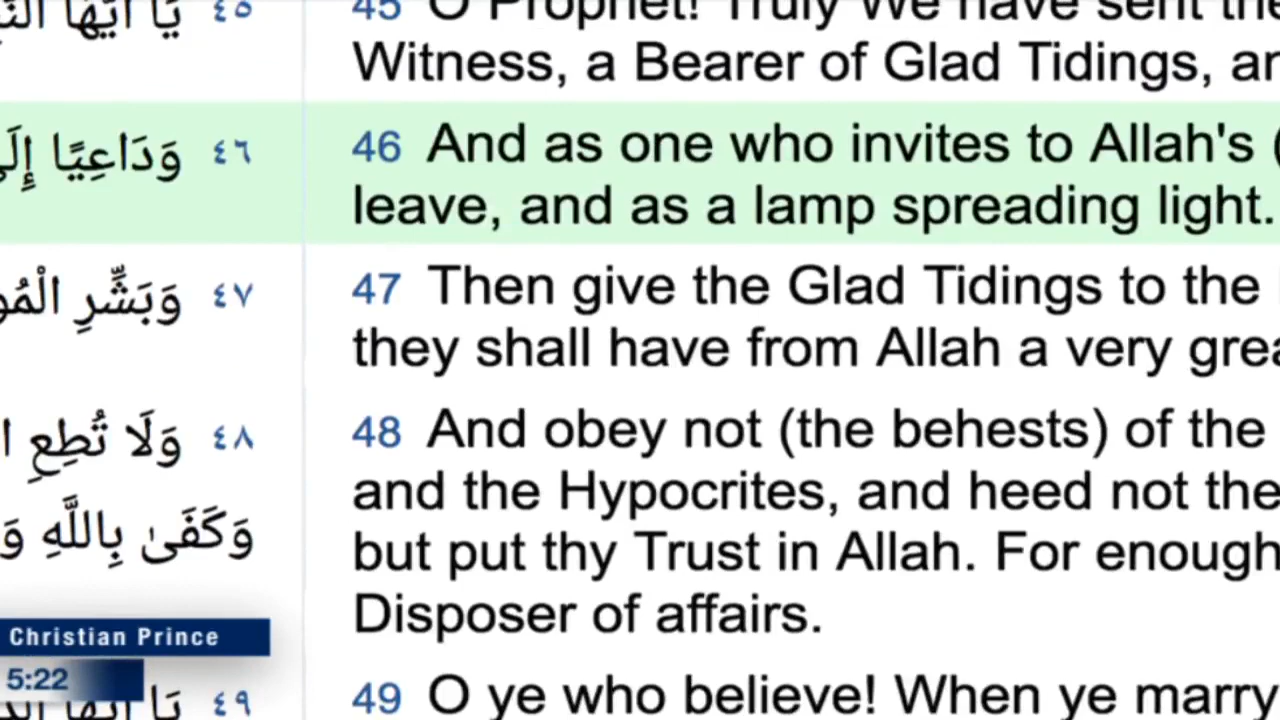 45 O Prophet! Truly We have sent
Witness, a Bearer of Glad Tidings,
٤٥ يَا أَيُّهَا
46 And as one who invites to Allah's
leave, and as a lamp spreading light.
٤٦ وَدَاعِيًا
47 Then give the Glad Tidings to the
they shall have from Allah a very
٤٧ وَبَشِّرِ
48 And obey not (the behests) of the
and the Hypocrites, and heed not
but put thy Trust in Allah. For enough
Disposer of affairs.
٤٨ وَلَا تُطِعِ
وَكَفَىٰ بِاللَّهِ
49 O ye who believe! When ye marry
٤٩ يَا أَيُّهَا
Christian Prince
5:22